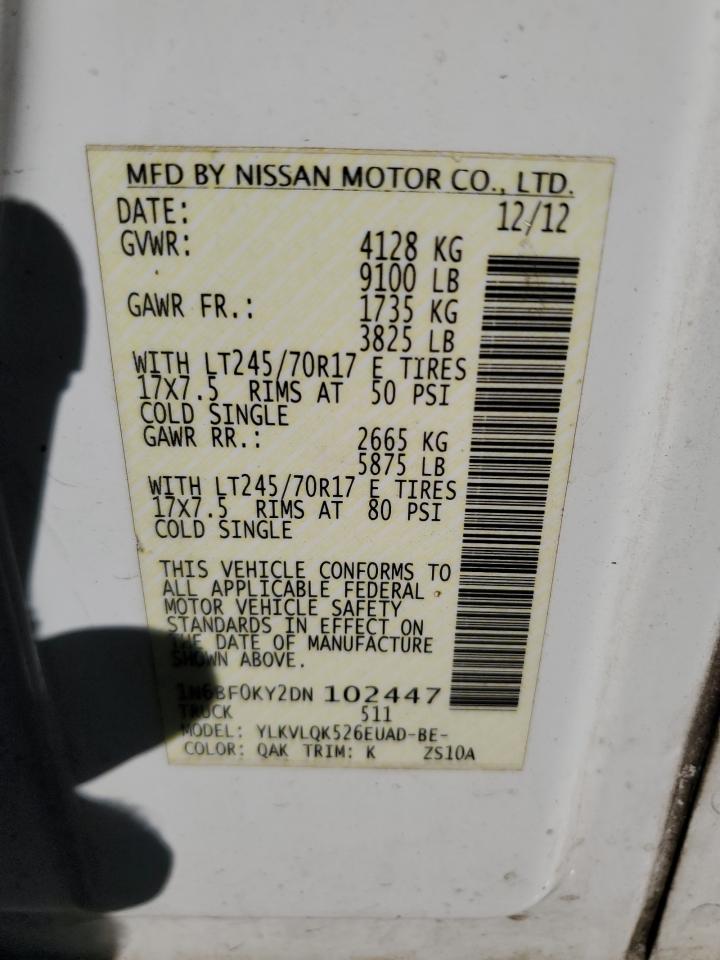 MFD BY NISSAN MOTOR CO., LTD.
DATE: 12/12
GVWR: 4128 KG
9100 LB
GAWR FR.: 1735 KG
3825 LB
WITH LT245/70R17 E TIRES
17X7.5 RIMS AT 50 PSI
COLD SINGLE
GAWR RR.: 2665 KG
5875 LB
WITH LT245/70R17 E TIRES
17X7.5 RIMS AT 80 PSI
COLD SINGLE
THIS VEHICLE CONFORMS TO
ALL APPLICABLE FEDERAL
MOTOR VEHICLE SAFETY
STANDARDS IN EFFECT ON
THE DATE OF MANUFACTURE
SHOWN ABOVE.
1N6BF0KY2DN 102447
TRUCK 511
MODEL: YLKVLQK526EUAD-BE-
COLOR: QAK TRIM: K ZS10A